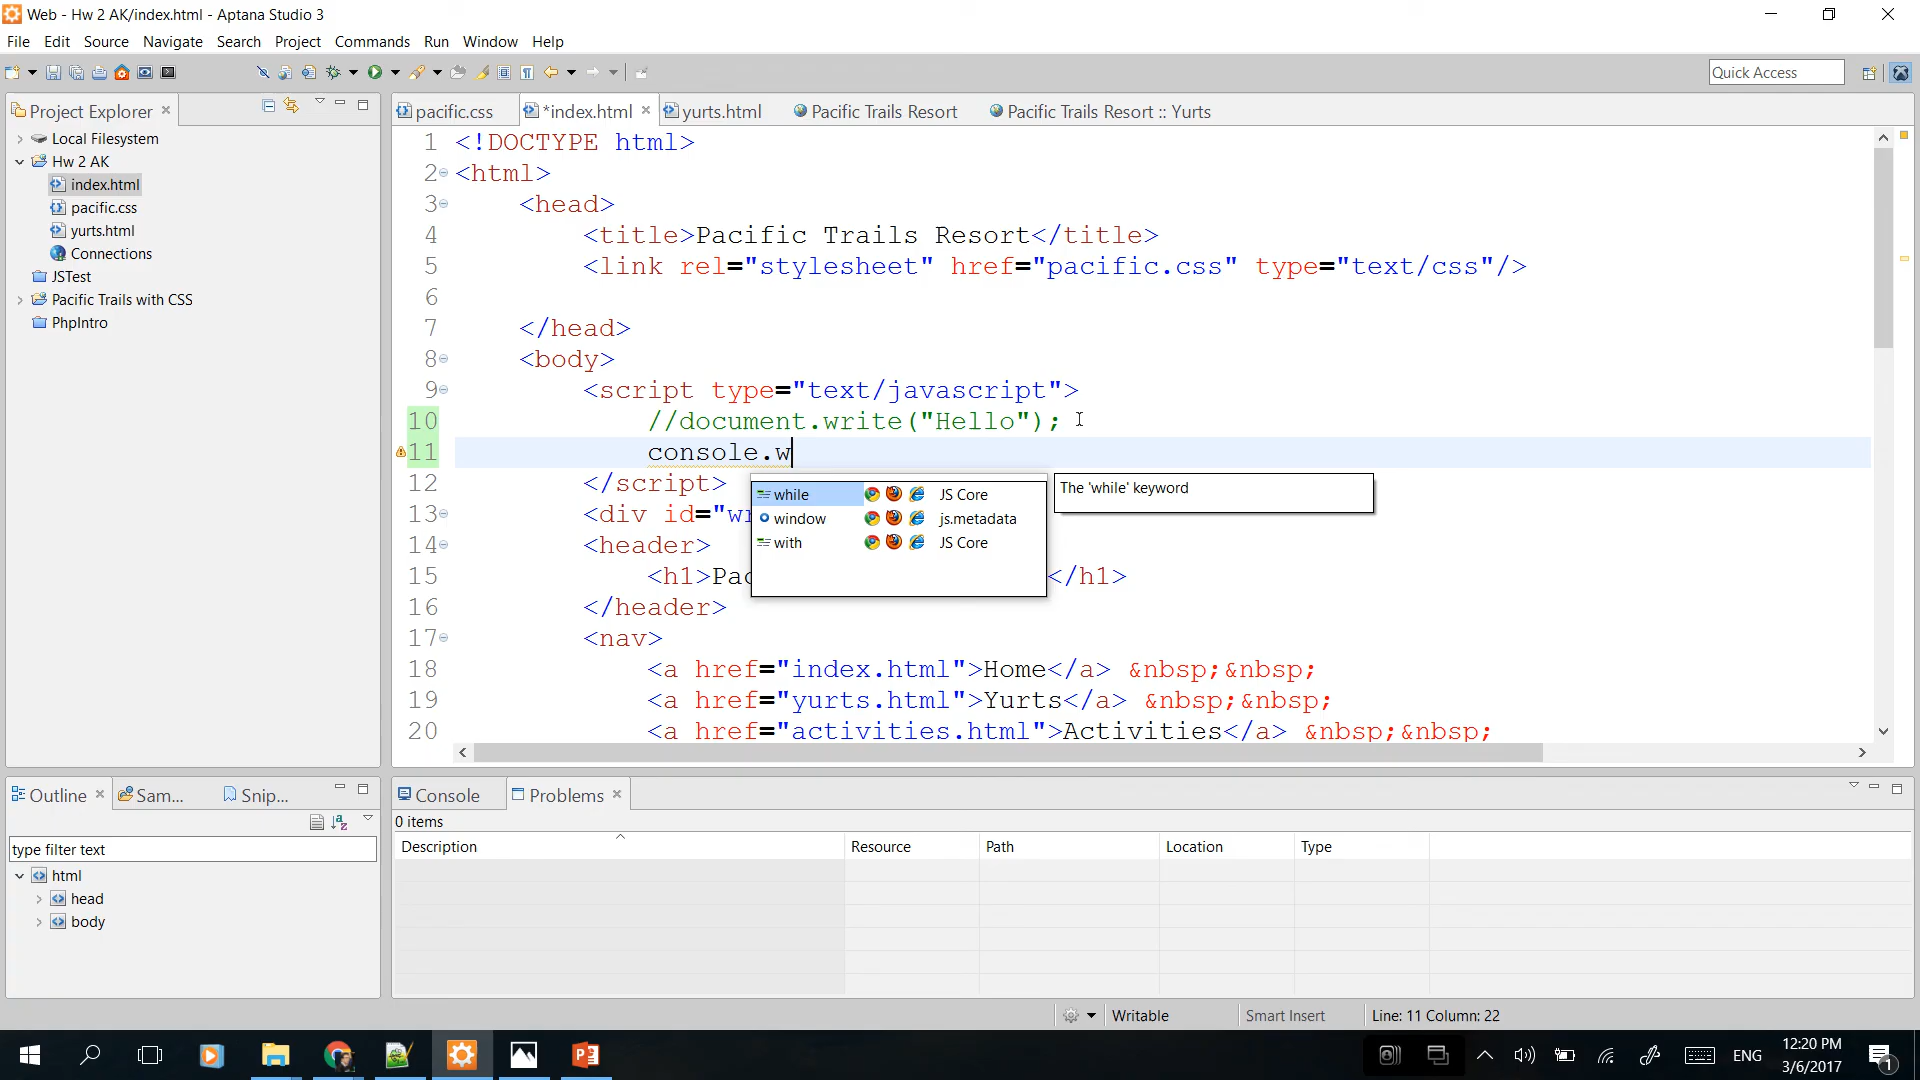 Web - Hw 2 AK/index.html - Aptana Studio 3
File Edit Source Navigate Search Project Commands Run Window Help
Quick Access
Project Explorer
Local Filesystem
Hw 2 AK
index.html
pacific.css
yurts.html
Connections
JSTest
Pacific Trails with CSS
PhpIntro
pacific.css *index.html yurts.html Pacific Trails Resort Pacific Trails Resort :: Yurts
1 <!DOCTYPE html>
2 <html>
3 <head>
4 <title>Pacific Trails Resort</title>
5 <link rel="stylesheet" href="pacific.css" type="text/css"/>
6
7 </head>
8 <body>
9 <script type="text/javascript">
10 //document.write("Hello");
11 console.w
12 </script>
13 <div id="wr
14 <header>
15 <h1>Pac </h1>
16 </header>
17 <nav>
18 <a href="index.html">Home</a> &nbsp;&nbsp;
19 <a href="yurts.html">Yurts</a> &nbsp;&nbsp;
20 <a href="activities.html">Activities</a> &nbsp;&nbsp;
while JS Core
window js.metadata
with JS Core
The 'while' keyword
Outline Sam... Snip...
type filter text
html
head
body
Console Problems
0 items
Description Resource Path Location Type
Writable Smart Insert Line: 11 Column: 22
ENG
12:20 PM
3/6/2017
1